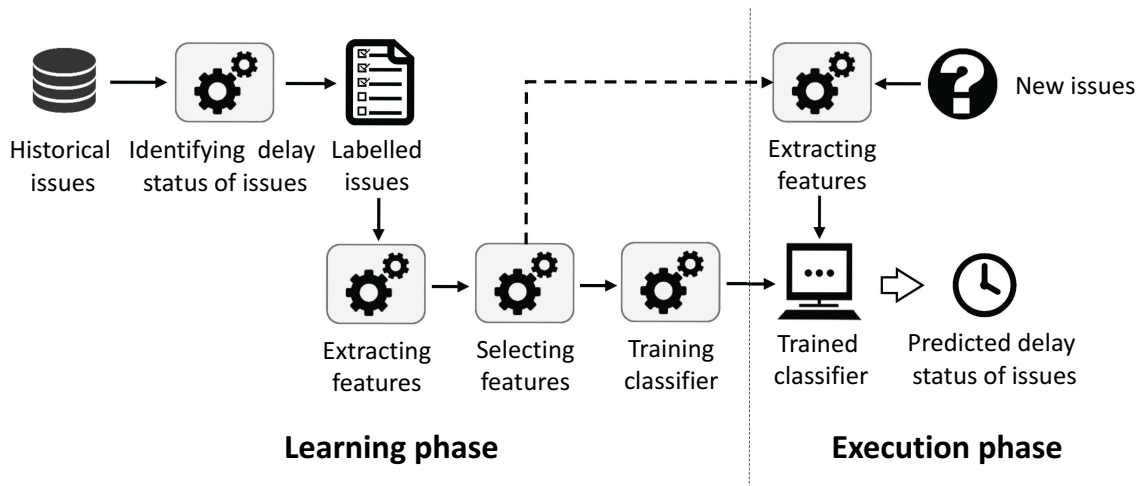 Historical
issues
Identifying delay
status of issues
Labelled
issues
Extracting
features
Selecting
features
Training
classifier
Learning phase
New issues
Extracting
features
Trained
classifier
Predicted delay
status of issues
Execution phase